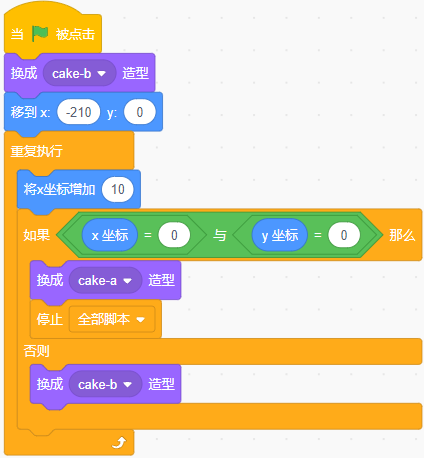 当 被点击
换成 cake-b 造型
移到 x: -210 y: 0
重复执行
将x坐标增加 10
如果 x 坐标 = 0 与 y 坐标 = 0 那么
换成 cake-a 造型
停止 全部脚本
否则
换成 cake-b 造型